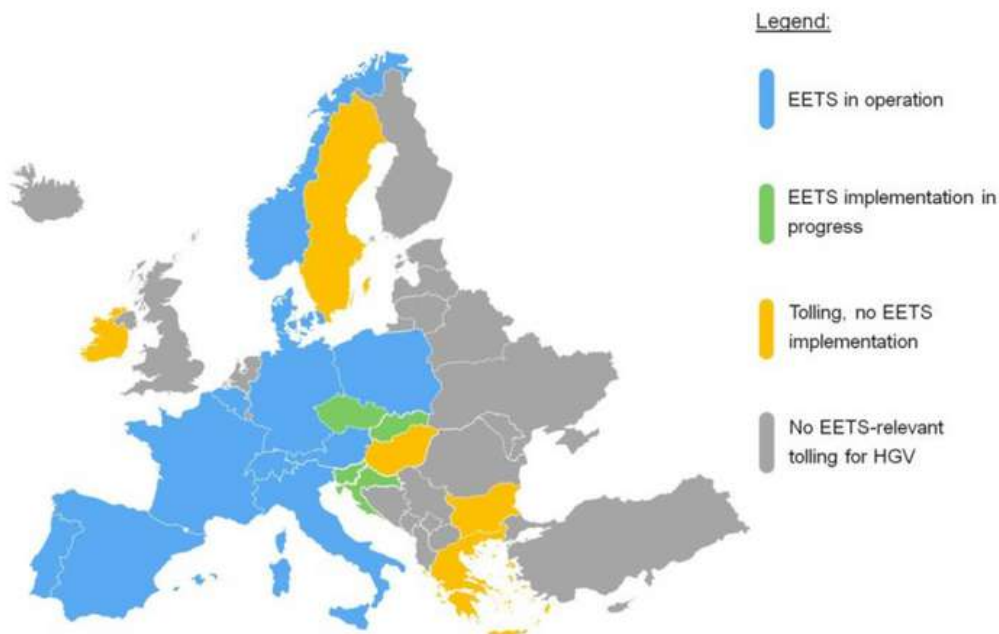 Legend:
EETS in operation
EETS implementation in
progress
Tolling, no EETS
implementation
No EETS-relevant
tolling for HGV